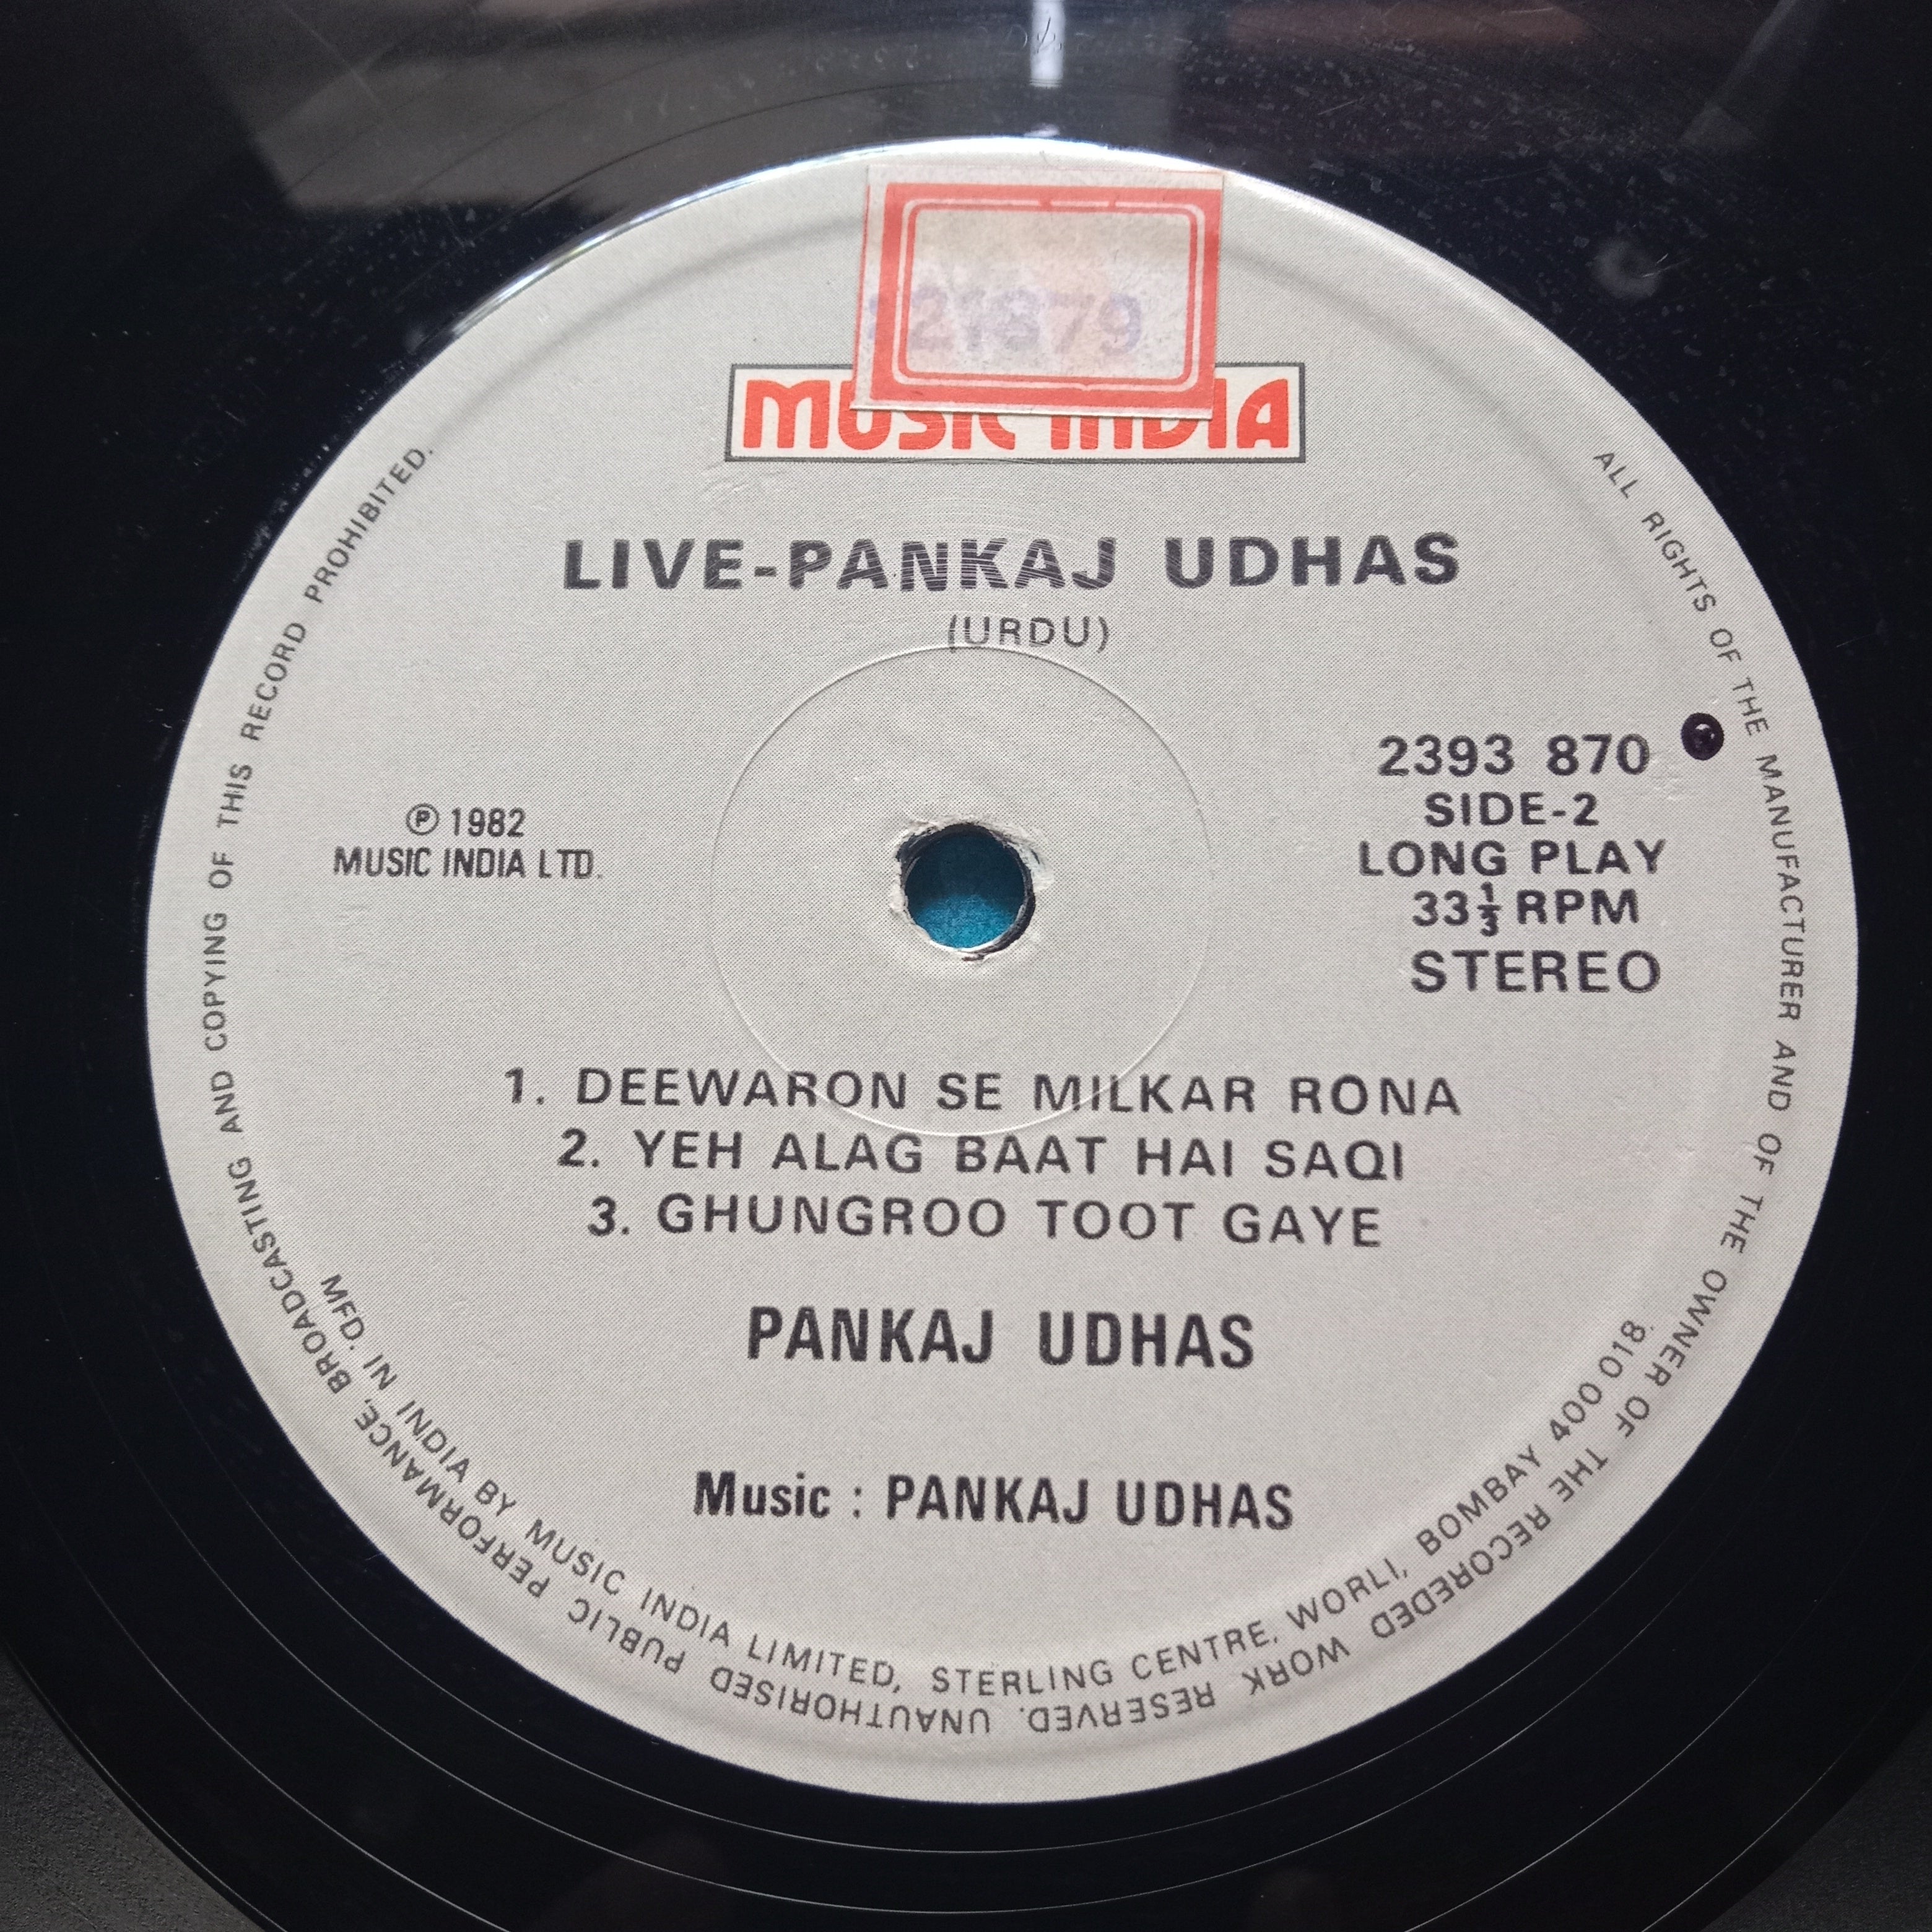 21879
MUSIC INDIA
LIVE-PANKAJ UDHAS
(URDU)
℗ 1982
MUSIC INDIA LTD.
2393 870
SIDE-2
LONG PLAY
33⅓ RPM
STEREO
1. DEEWARON SE MILKAR RONA
2. YEH ALAG BAAT HAI SAQI
3. GHUNGROO TOOT GAYE
PANKAJ UDHAS
Music : PANKAJ UDHAS
MFD. IN INDIA BY MUSIC INDIA LIMITED, STERLING CENTRE, WORLI, BOMBAY 400 018.
ALL RIGHTS OF THE MANUFACTURER AND OF THE OWNER OF THE RECOREDED WORK RESERVED. UNAUTHORISED PUBLIC PERFORMANCE, BROADCASTING AND COPYING OF THIS RECORD PROHIBITED.